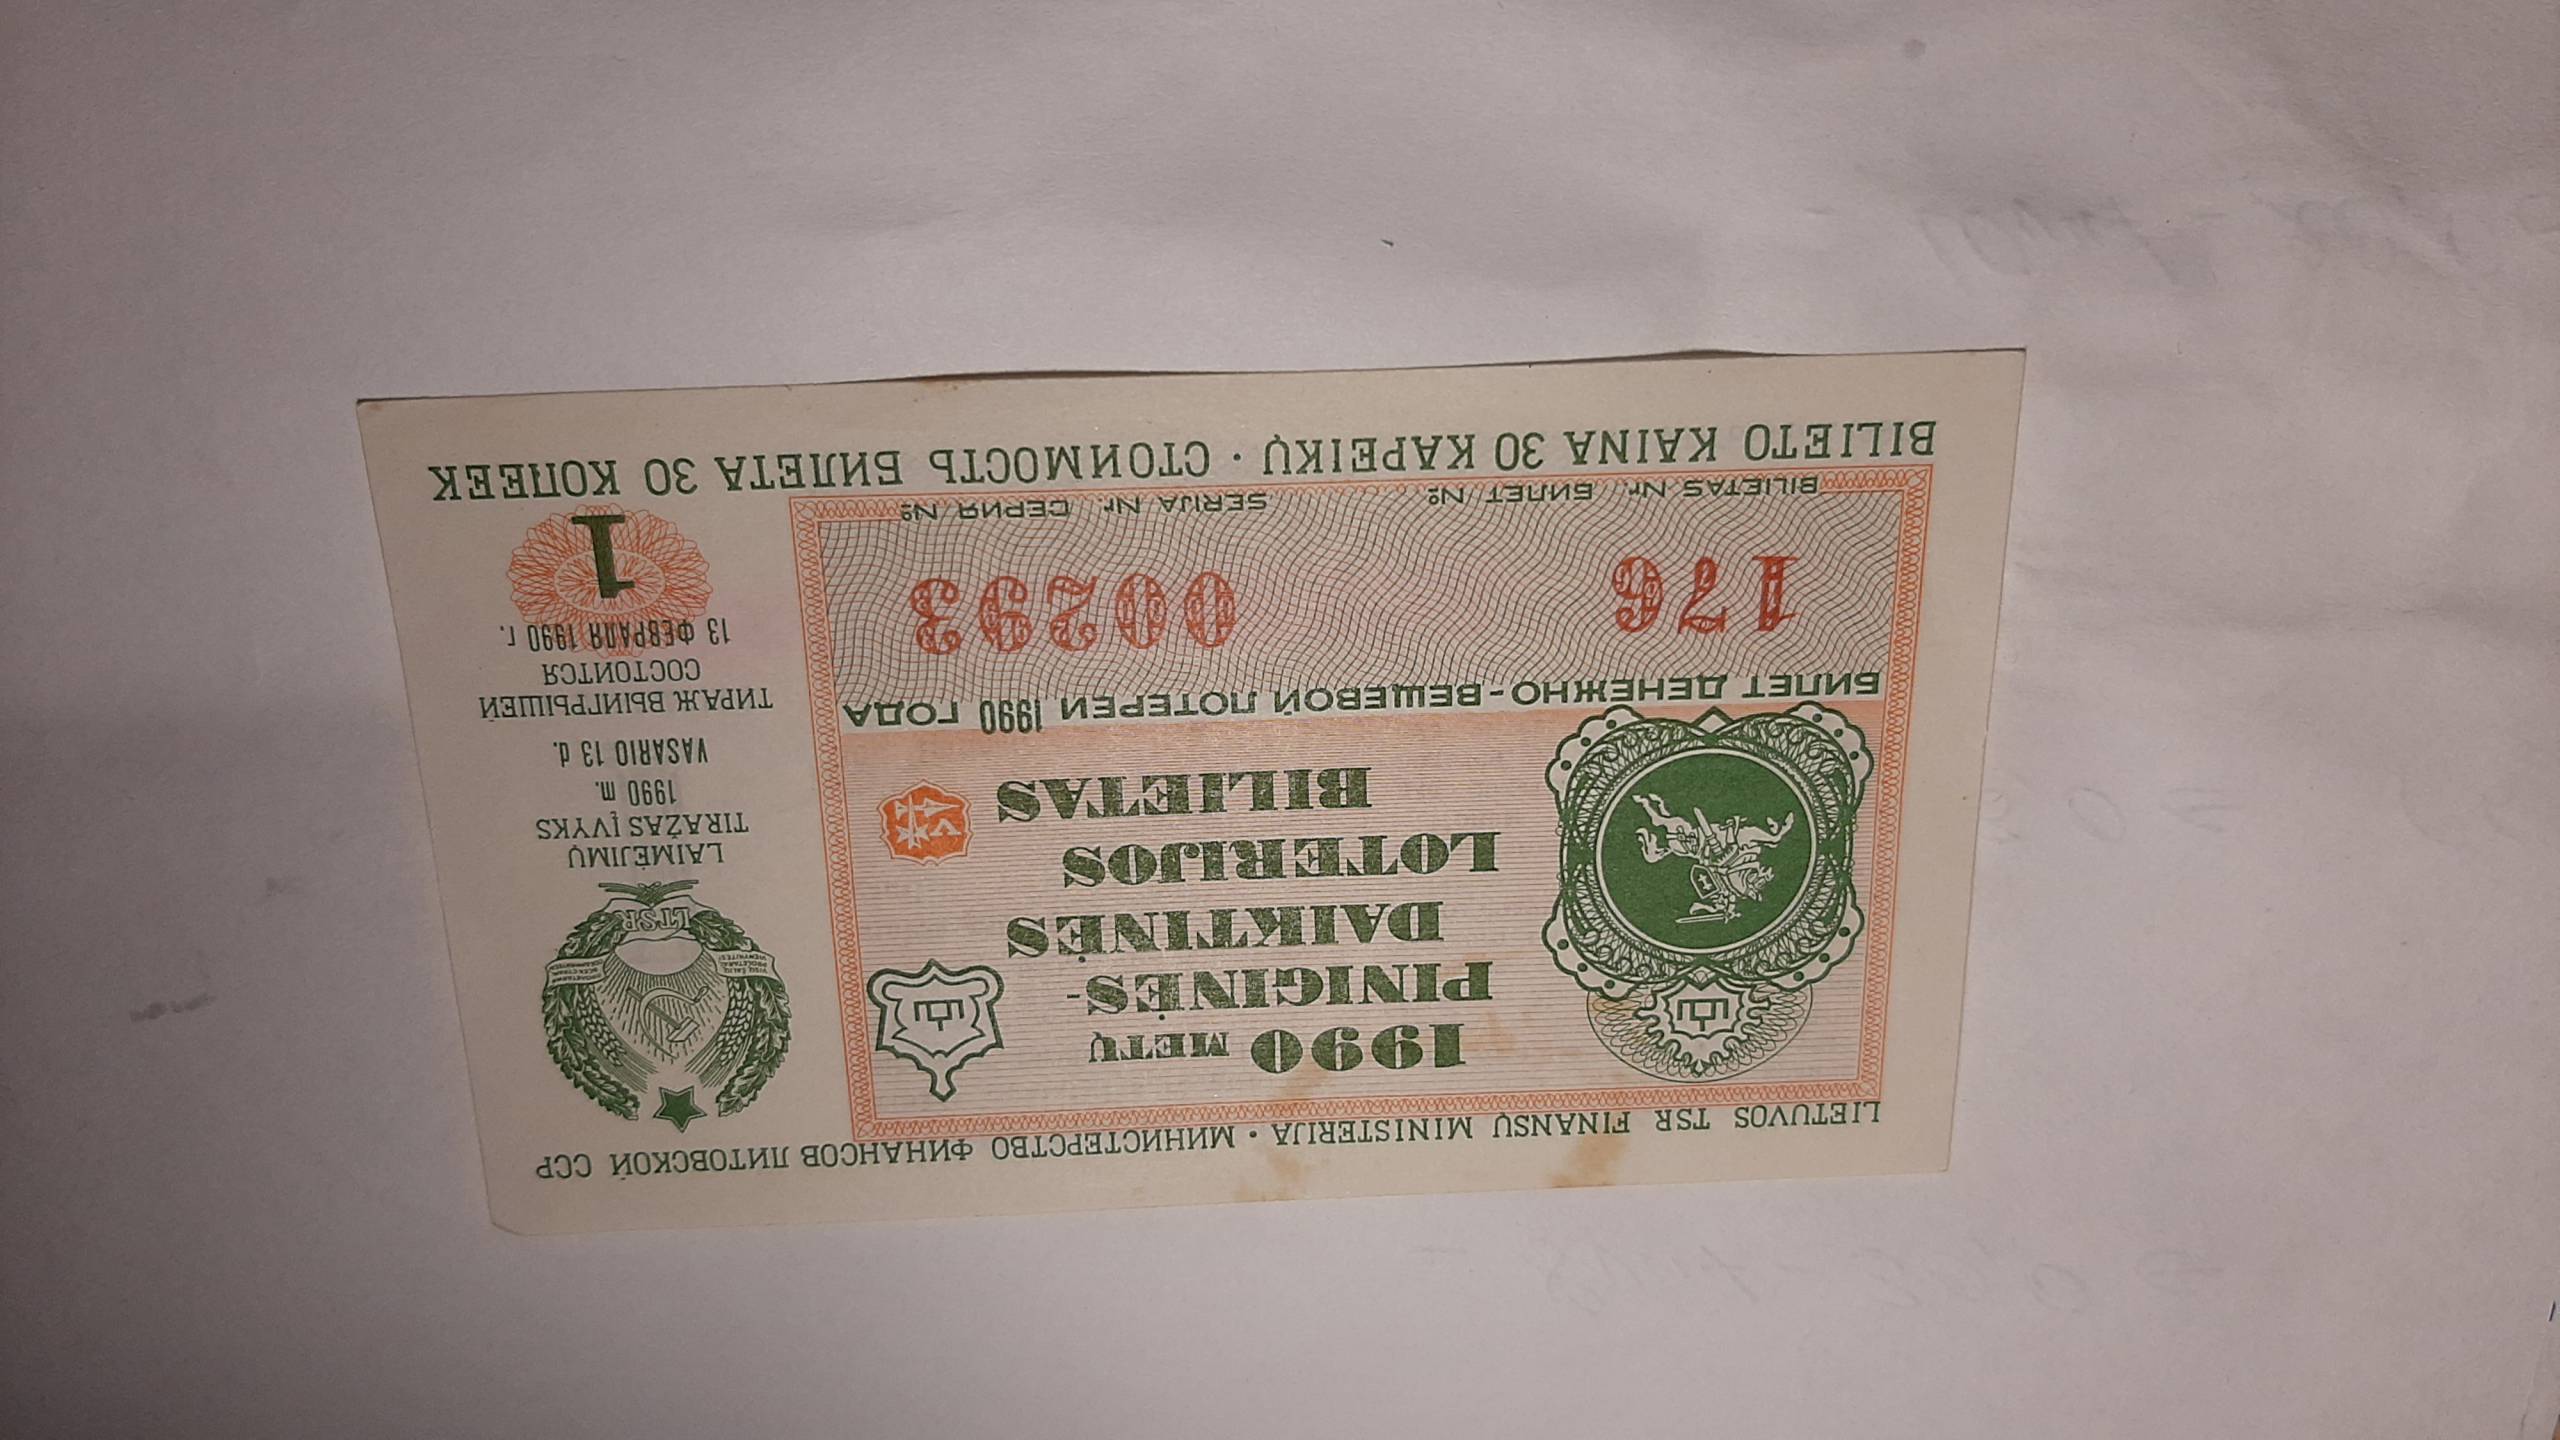 LIETUVOS TSR FINANSŲ MINISTERIJA · МИНИСТЕРСТВО ФИНАНСОВ ЛИТОВСКОЙ ССР
1990 METŲ
PINIGINĖS-
DAIKTINĖS
LOTERIJOS
BILIETAS
БИЛЕТ ДЕНЕЖНО-ВЕЩЕВОЙ ЛОТЕРЕИ 1990 ГОДА
176
00293
BILIETAS Nr. БИЛЕТ №
SERIJA Nr. СЕРИЯ №
LTSR
LAIMĖJIMŲ
TIRAŽAS ĮVYKS
1990 m.
VASARIO 13 d.
ТИРАЖ ВЫИГРЫШЕЙ
СОСТОИТСЯ
13 ФЕВРАЛЯ 1990 г.
1
BILIETO KAINA 30 KAPEIKŲ · СТОИМОСТЬ БИЛЕТА 30 КОПЕЕК